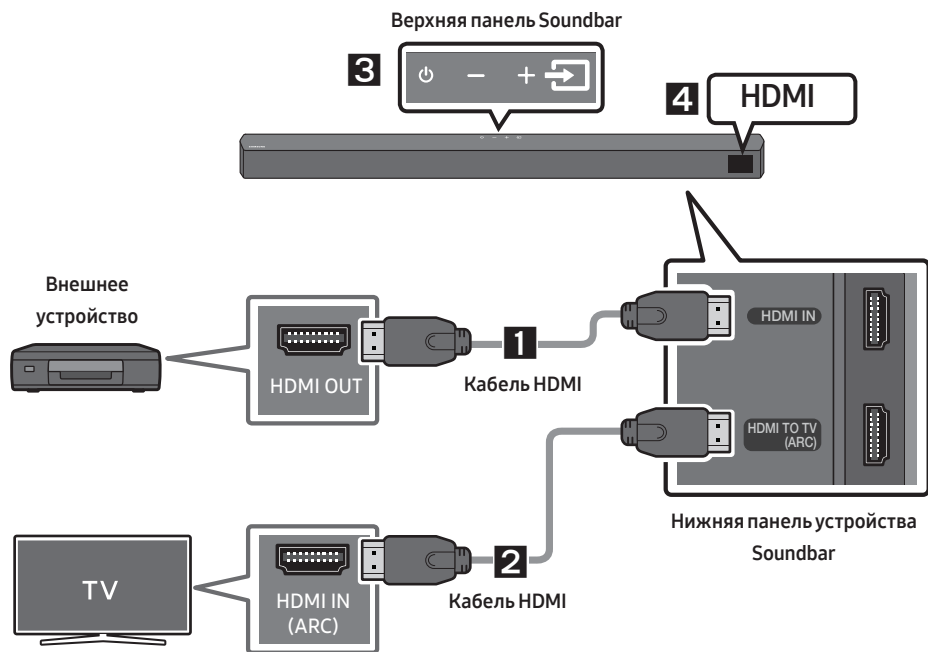 Верхняя панель Soundbar
3
4
HDMI
Внешнее
устройство
HDMI OUT
1
Кабель HDMI
HDMI IN
HDMI TO TV
(ARC)
Нижняя панель устройства
Soundbar
TV
HDMI IN
(ARC)
2
Кабель HDMI